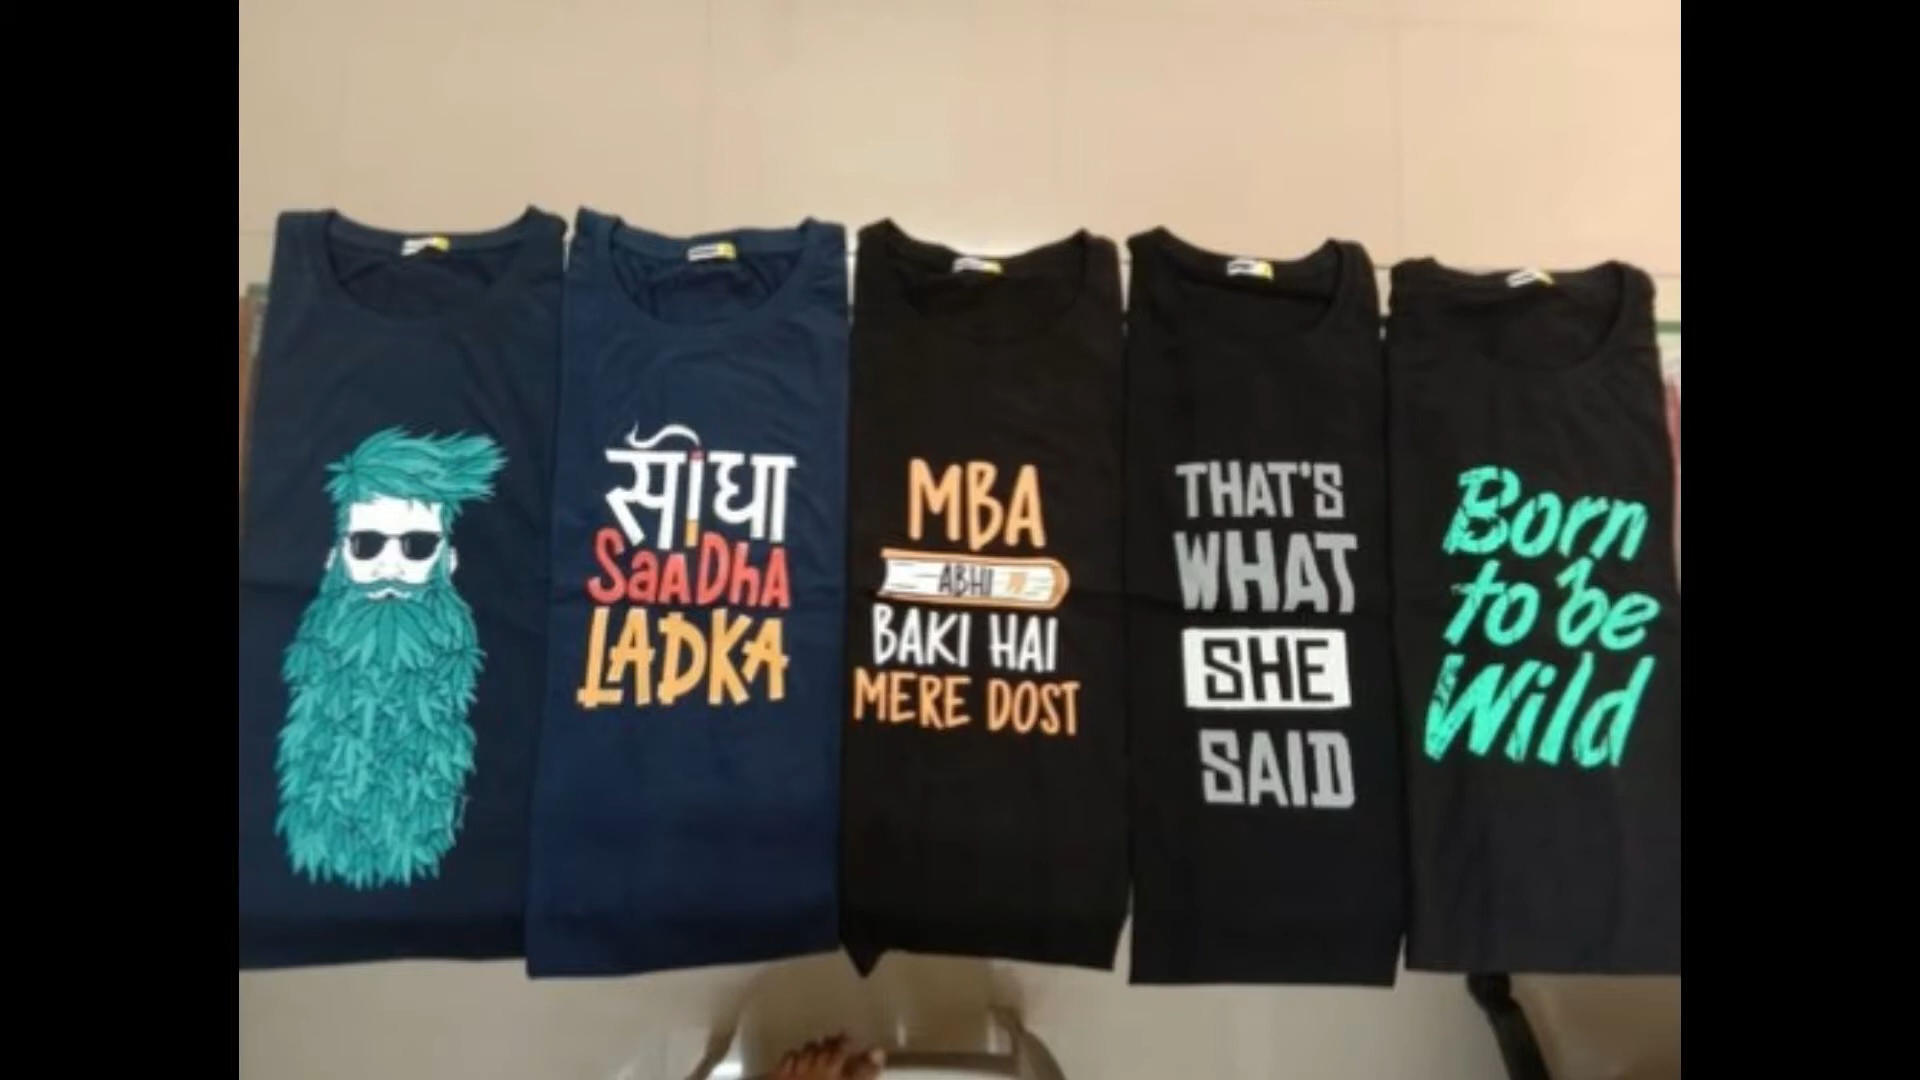 सीधा
SaaDhA
LADKA
MBA
ABHI
BAKI HAI
MERE DOST
THAT'S
WHAT
SHE
SAID
Born
to be
Wild